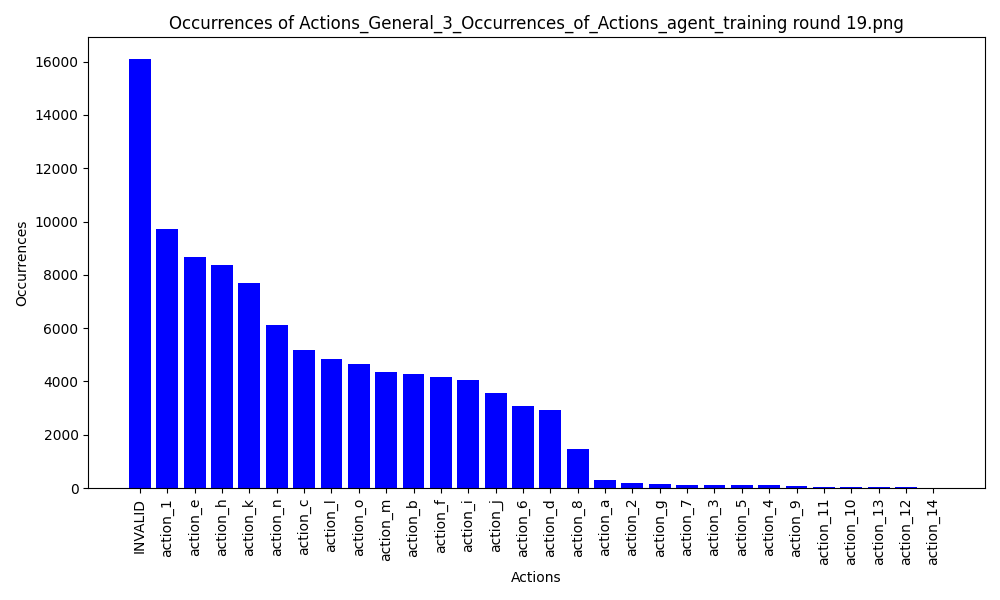 Occurrences of Actions_General_3_Occurrences_of_Actions_agent_training round 19.png
Occurrences
16000
14000
12000
10000
8000
6000
4000
2000
0
INVALID
action_1
action_e
action_h
action_k
action_n
action_c
action_l
action_o
action_m
action_b
action_f
action_i
action_j
action_6
action_d
action_8
action_a
action_2
action_g
action_7
action_3
action_5
action_4
action_9
action_11
action_10
action_13
action_12
action_14
Actions